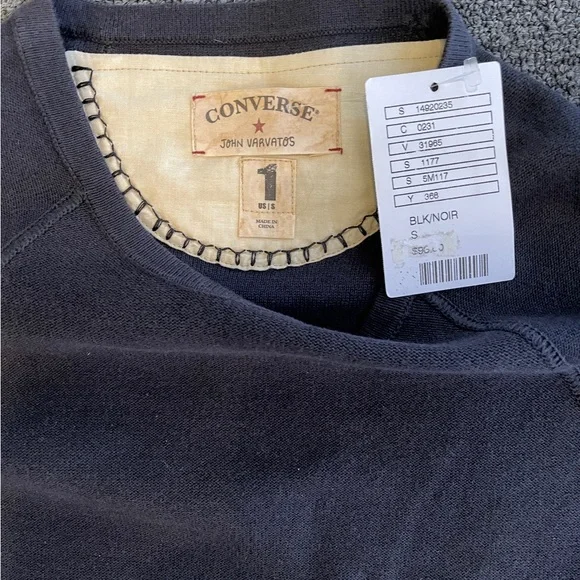 CONVERSE®
JOHN VARVATOS
1
US | S
MADE IN
CHINA
S 14920235
C 0231
V 31965
S 1177
S 5M117
Y 368
BLK/NOIR
S